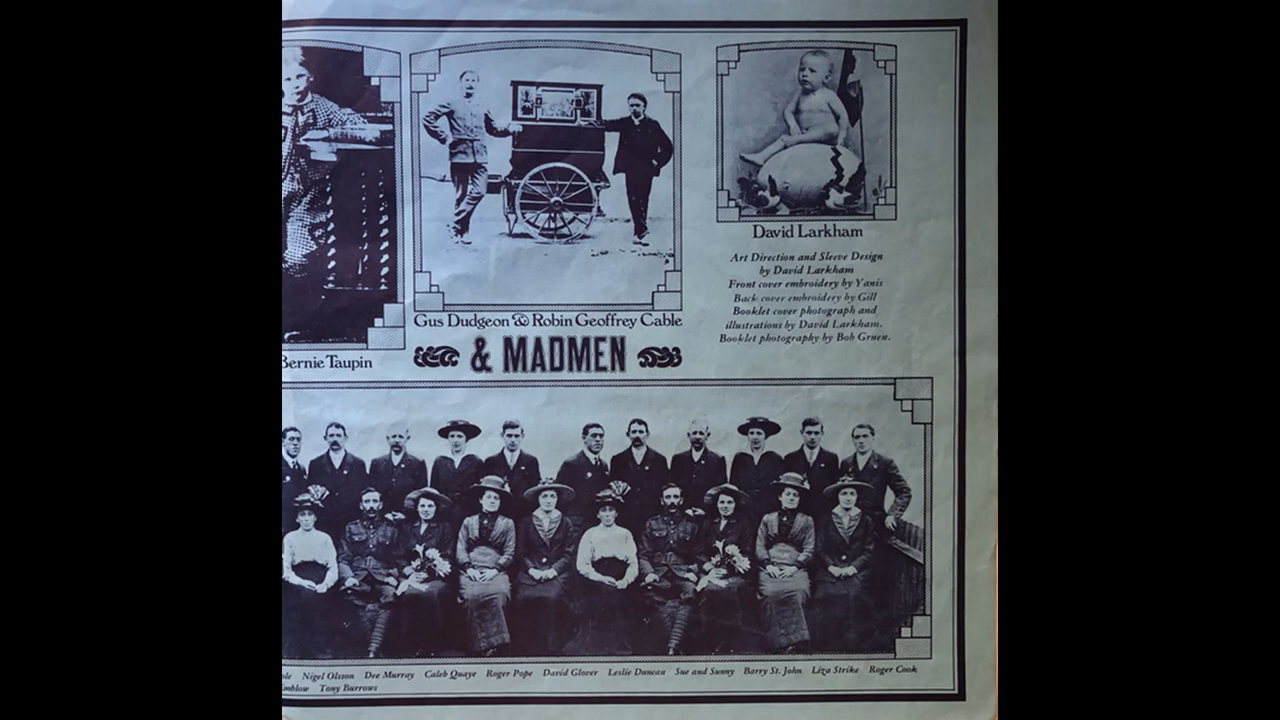 David Larkham
Art Direction and Sleeve Design
by David Larkham
Front cover embroidery by Yanis
Back cover embroidery by Gill
Booklet cover photograph and
illustrations by David Larkham.
Booklet photography by Bob Gruen.
Gus Dudgeon & Robin Geoffrey Cable
& MADMEN
Bernie Taupin
Nigel Olsson Dee Murray Caleb Quaye Roger Pope David Glover Leslie Duncan Sue and Sunny Barry St. John Liza Strike Roger Cook
Tony Burrows